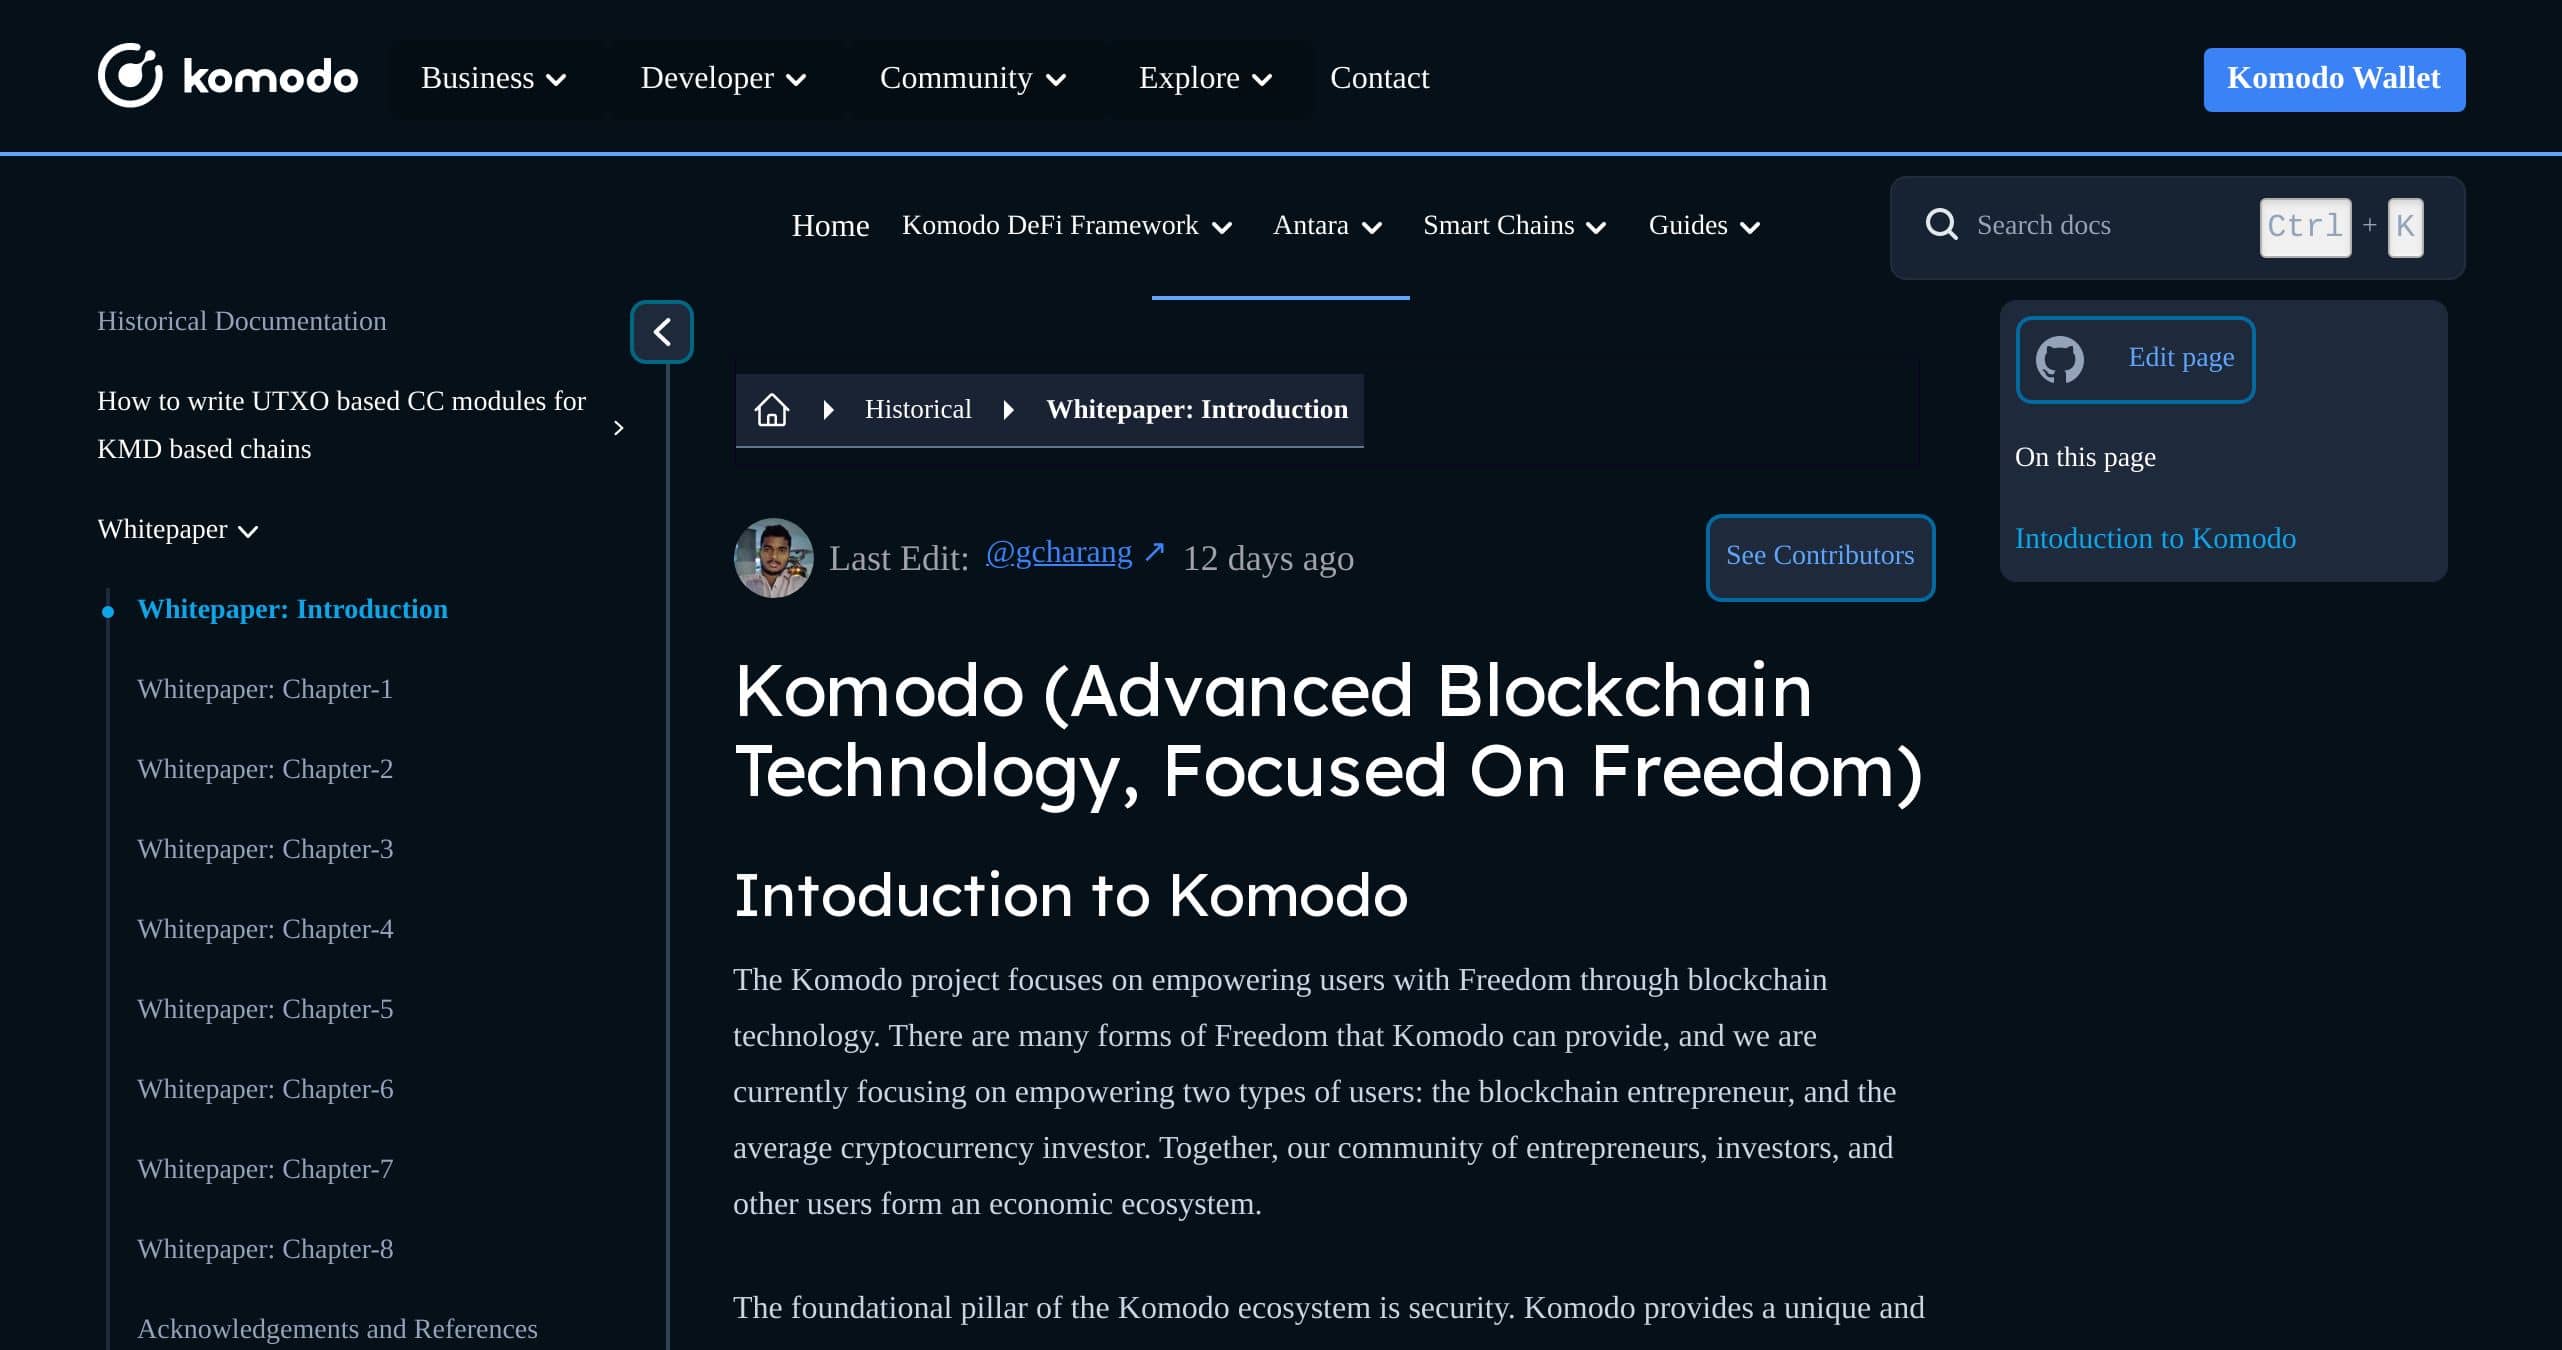 komodo
Business
Developer
Community
Explore
Contact
Komodo Wallet
Home
Komodo DeFi Framework
Antara
Smart Chains
Guides
Search docs
Ctrl + K
Historical Documentation
How to write UTXO based CC modules for
KMD based chains
Whitepaper
Whitepaper: Introduction
Whitepaper: Chapter-1
Whitepaper: Chapter-2
Whitepaper: Chapter-3
Whitepaper: Chapter-4
Whitepaper: Chapter-5
Whitepaper: Chapter-6
Whitepaper: Chapter-7
Whitepaper: Chapter-8
Acknowledgements and References
Historical
Whitepaper: Introduction
Last Edit: @gcharang ↗ 12 days ago
See Contributors
Komodo (Advanced Blockchain
Technology, Focused On Freedom)
Intoduction to Komodo
The Komodo project focuses on empowering users with Freedom through blockchain
technology. There are many forms of Freedom that Komodo can provide, and we are
currently focusing on empowering two types of users: the blockchain entrepreneur, and the
average cryptocurrency investor. Together, our community of entrepreneurs, investors, and
other users form an economic ecosystem.
The foundational pillar of the Komodo ecosystem is security. Komodo provides a unique and
Edit page
On this page
Intoduction to Komodo